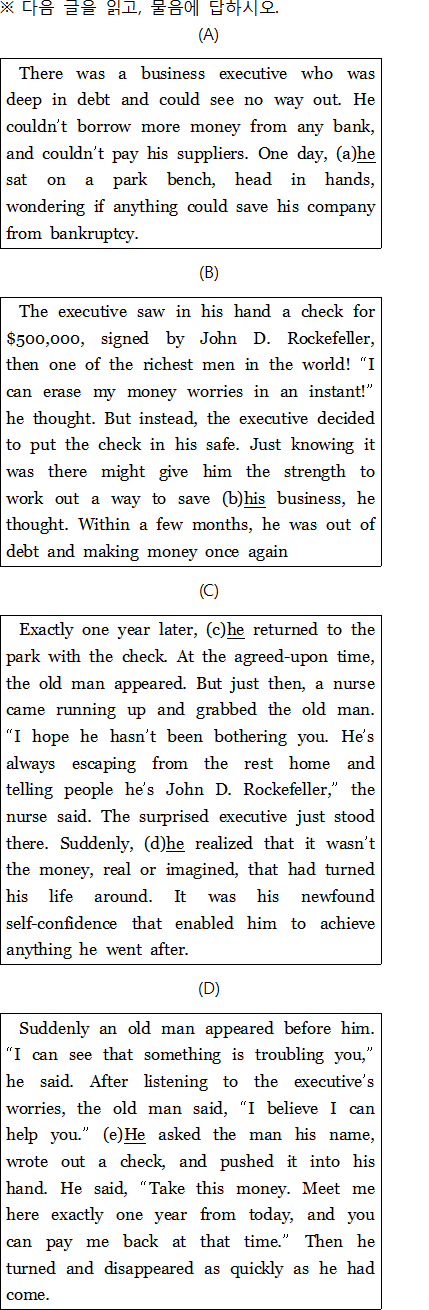 ※ 다음 글을 읽고, 물음에 답하시오.
(A)
There was a business executive who was
deep in debt and could see no way out. He
couldn't borrow more money from any bank,
and couldn't pay his suppliers. One day, (a)he
sat on a park bench, head in hands,
wondering if anything could save his company
from bankruptcy.
(B)
The executive saw in his hand a check for
$500,000, signed by John D. Rockefeller,
then one of the richest men in the world! “I
can erase my money worries in an instant!”
he thought. But instead, the executive decided
to put the check in his safe. Just knowing it
was there might give him the strength to
work out a way to save (b)his business, he
thought. Within a few months, he was out of
debt and making money once again
(C)
Exactly one year later, (c)he returned to the
park with the check. At the agreed-upon time,
the old man appeared. But just then, a nurse
came running up and grabbed the old man.
“I hope he hasn't been bothering you. He's
always escaping from the rest home and
telling people he's John D. Rockefeller,” the
nurse said. The surprised executive just stood
there. Suddenly, (d)he realized that it wasn't
the money, real or imagined, that had turned
his life around. It was his newfound
self-confidence that enabled him to achieve
anything he went after.
(D)
Suddenly an old man appeared before him.
“I can see that something is troubling you,”
he said. After listening to the executive's
worries, the old man said, “I believe I can
help you.” (e)He asked the man his name,
wrote out a check, and pushed it into his
hand. He said, “Take this money. Meet me
here exactly one year from today, and you
can pay me back at that time.” Then he
turned and disappeared as quickly as he had
come.